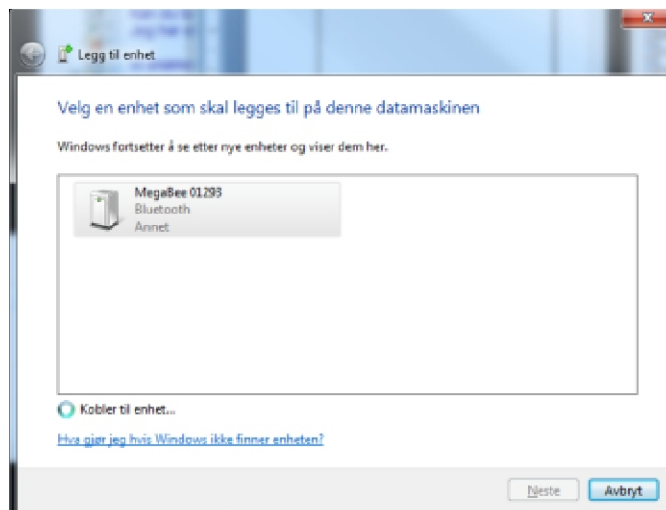 Legg til enhet
Velg en enhet som skal legges til på denne datamaskinen
Windows fortsetter å se etter nye enheter og viser dem her.
MegaBee 01293
Bluetooth
Annet
Kobler til enhet...
Hva gjør jeg hvis Windows ikke finner enheten?
Neste Avbryt